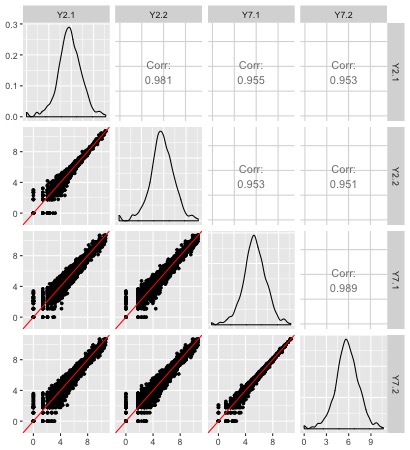 Y2.1 Y2.2 Y7.1 Y7.2
0.3
0.2
0.1
0.0
Corr:
0.981
Corr:
0.955
Corr:
0.953
Y2.1
8
4
0
Corr:
0.953
Corr:
0.951
Y2.2
8
4
0
Corr:
0.989
Y7.1
8
4
0
Y7.2
0 4 8 0 4 8 0 4 8 0 3 6 9